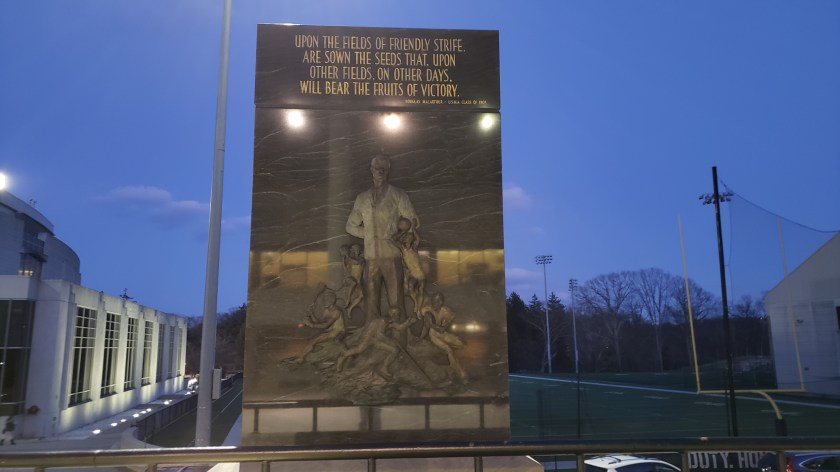 UPON THE FIELDS OF FRIENDLY STRIFE,
ARE SOWN THE SEEDS THAT, UPON
OTHER FIELDS, ON OTHER DAYS,
WILL BEAR THE FRUITS OF VICTORY.
DOUGLAS MACARTHUR - U.S.M.A. CLASS OF 1903
DUTY, HO